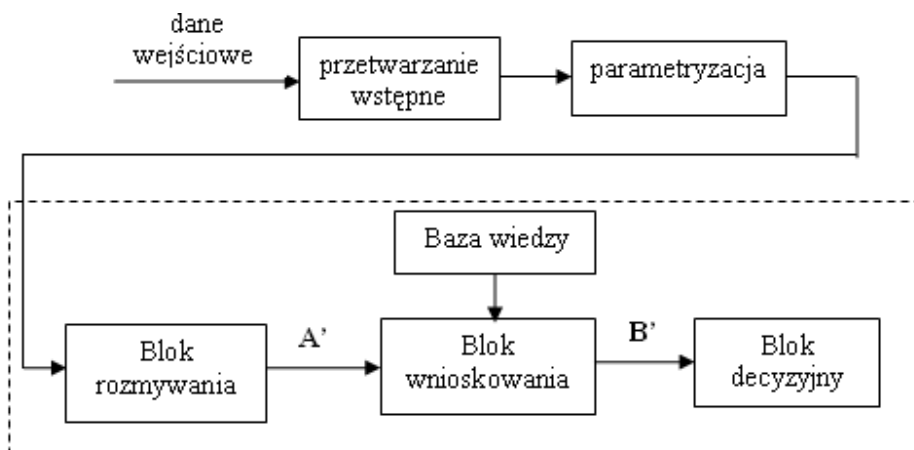 dane
wejściowe
przetwarzanie
wstępne
parametryzacja
Baza wiedzy
Blok
rozmywania
A’
Blok
wnioskowania
B’
Blok
decyzyjny